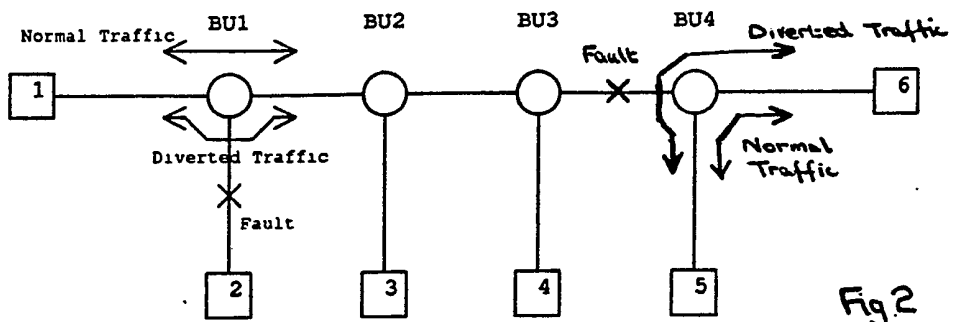 BU1 BU2 BU3 BU4
Normal Traffic
Diverted Traffic
Fault
1
6
Diverted Traffic
Normal
Traffic
Fault
2
3
4
5
Fig.2